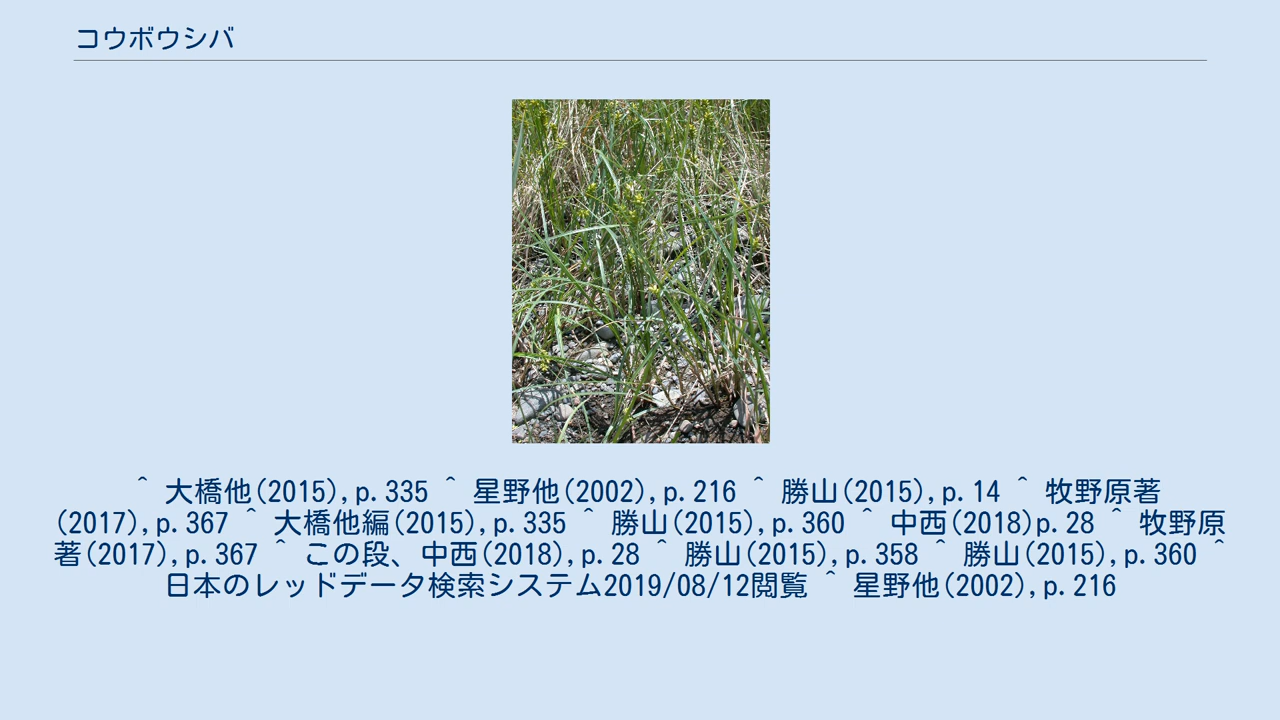 コウボウシバ
^ 大橋他(2015),p.335 ^ 星野他(2002),p.216 ^ 勝山(2015),p.14 ^ 牧野原著
(2017),p.367 ^ 大橋他編(2015),p.335 ^ 勝山(2015),p.360 ^ 中西(2018)p.28 ^ 牧野原
著(2017),p.367 ^ この段、中西(2018),p.28 ^ 勝山(2015),p.358 ^ 勝山(2015),p.360 ^
日本のレッドデータ検索システム2019/08/12閲覧 ^ 星野他(2002),p.216